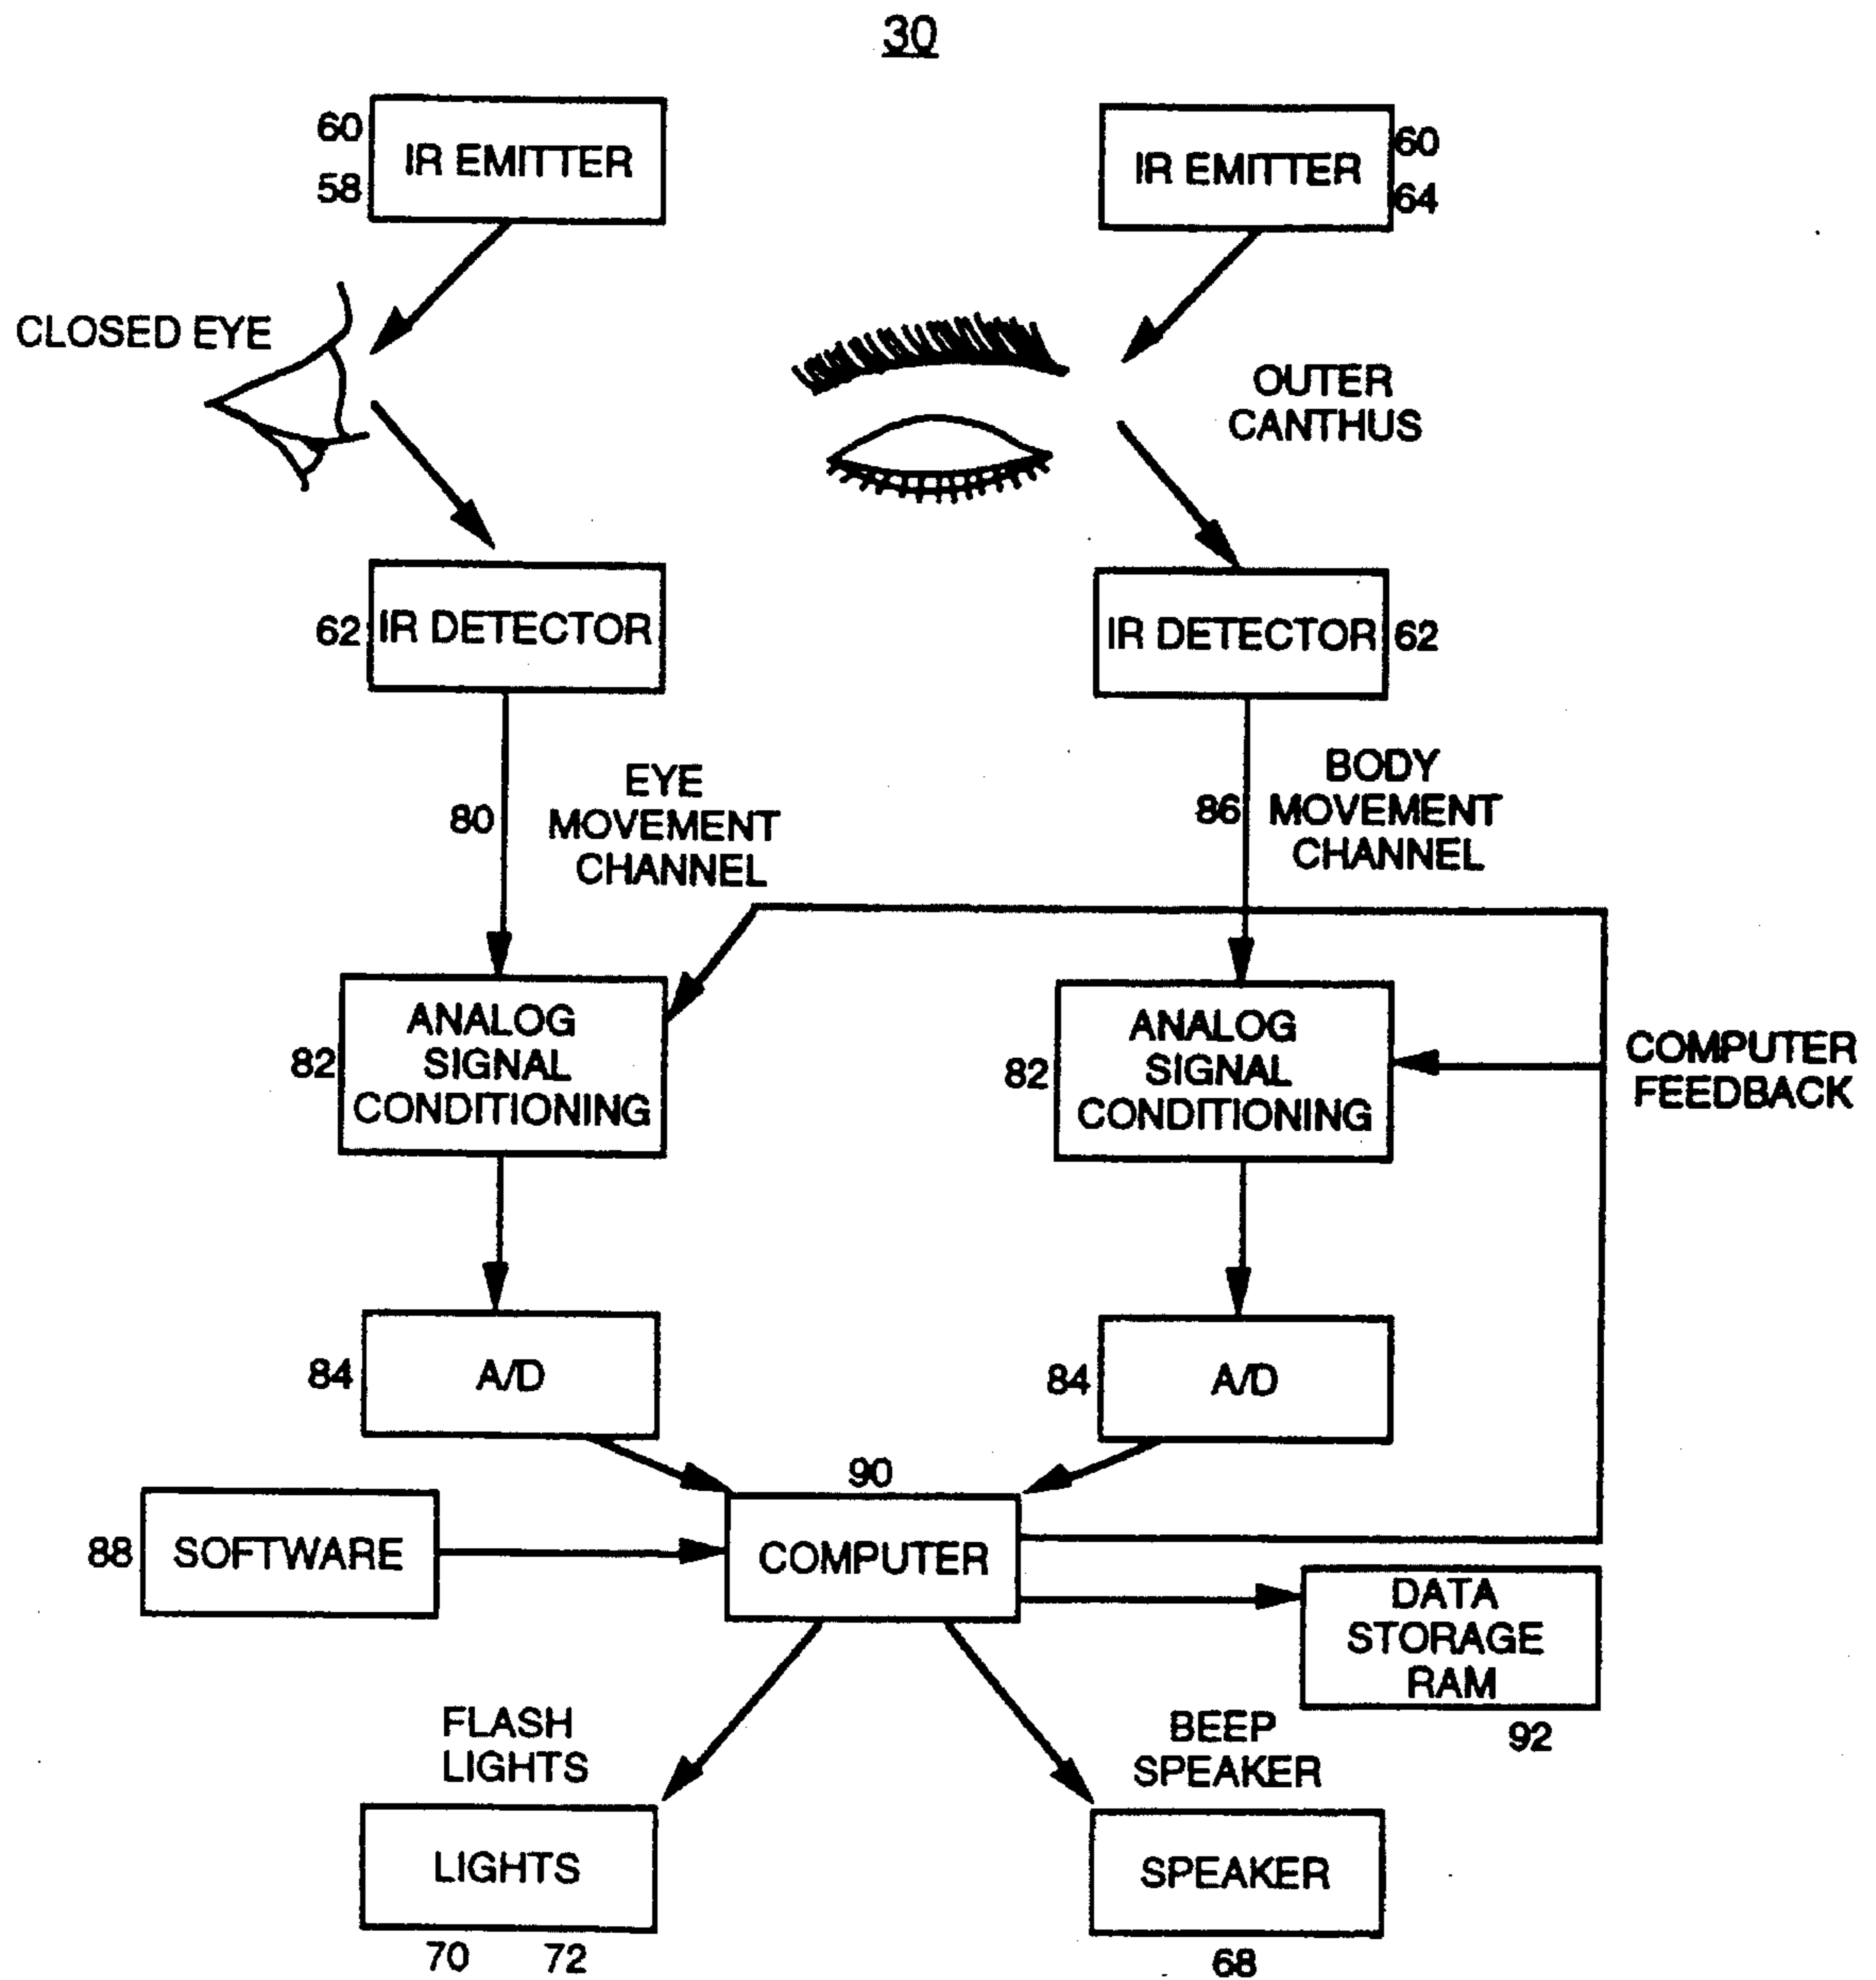 30
60
IR EMITTER
58
IR EMITTER
60
64
CLOSED EYE
OUTER
CANTHUS
62
IR DETECTOR
IR DETECTOR
62
80
EYE
MOVEMENT
CHANNEL
86
BODY
MOVEMENT
CHANNEL
82
ANALOG
SIGNAL
CONDITIONING
82
ANALOG
SIGNAL
CONDITIONING
COMPUTER
FEEDBACK
84
A/D
84
A/D
90
88
SOFTWARE
COMPUTER
DATA
STORAGE
RAM
92
FLASH
LIGHTS
BEEP
SPEAKER
LIGHTS
70 72
SPEAKER
68